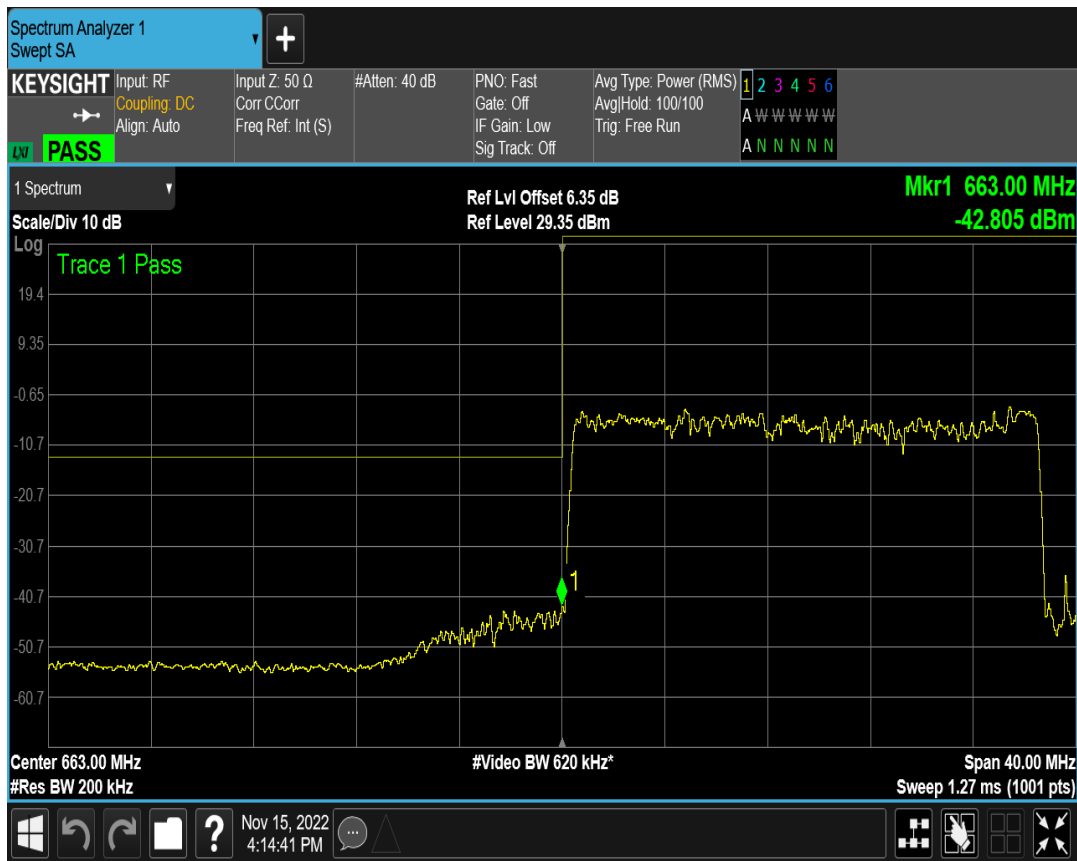 Spectrum Analyzer 1
Swept SA
+
KEYSIGHT
LXI PASS
Input: RF
Coupling: DC
Align: Auto
Input Z: 50 Ω
Corr CCorr
Freq Ref: Int (S)
#Atten: 40 dB
PNO: Fast
Gate: Off
IF Gain: Low
Sig Track: Off
Avg Type: Power (RMS)
Avg|Hold: 100/100
Trig: Free Run
1 2 3 4 5 6
A W W W W W
A N N N N N
1 Spectrum
Scale/Div 10 dB
Ref Lvl Offset 6.35 dB
Ref Level 29.35 dBm
Mkr1 663.00 MHz
-42.805 dBm
Log
Trace 1 Pass
19.4
9.35
-0.65
-10.7
-20.7
-30.7
-40.7
-50.7
-60.7
1
Center 663.00 MHz
#Res BW 200 kHz
#Video BW 620 kHz*
Span 40.00 MHz
Sweep 1.27 ms (1001 pts)
?
Nov 15, 2022
4:14:41 PM